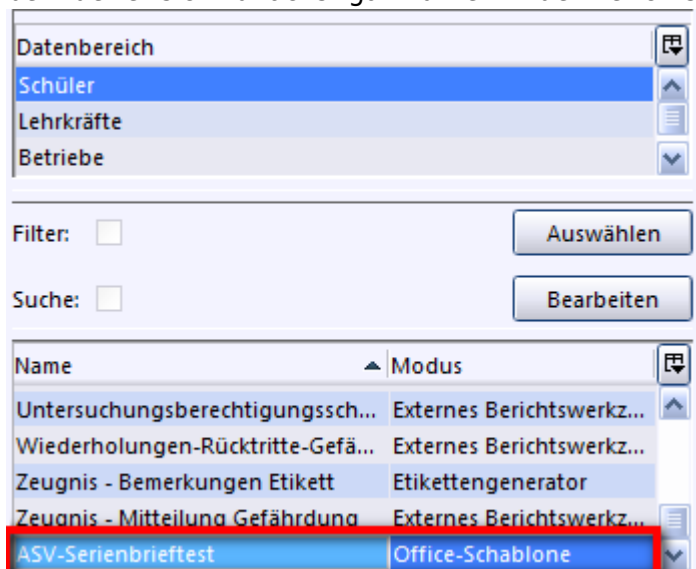 Datenbereich
Schüler
Lehrkräfte
Betriebe
Filter: Auswählen
Suche: Bearbeiten
Name Modus
Untersuchungsberechtigungssch... Externes Berichtswerkz...
Wiederholungen-Rücktritte-Gefä... Externes Berichtswerkz...
Zeugnis - Bemerkungen Etikett Etikettengenerator
Zeugnis - Mitteilung Gefährdung Externes Berichtswerkz...
ASV-Serienbrieftest Office-Schablone